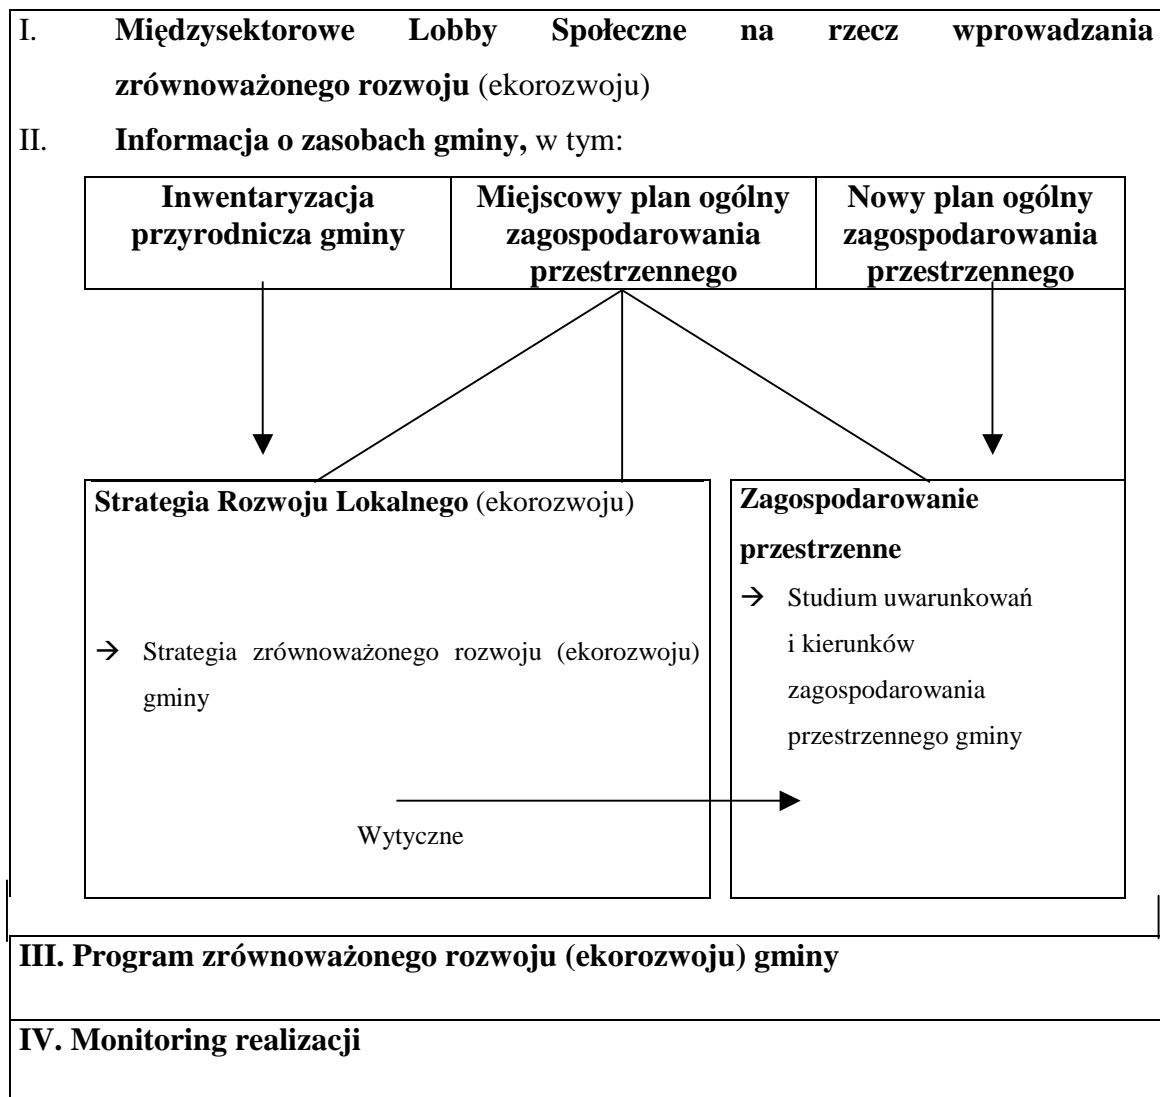 I. Międzysektorowe Lobby Społeczne na rzecz wprowadzania
zrównoważonego rozwoju (ekorozwoju)
II. Informacja o zasobach gminy, w tym:
Inwentaryzacja
przyrodnicza gminy
Miejscowy plan ogólny
zagospodarowania
przestrzennego
Nowy plan ogólny
zagospodarowania
przestrzennego
Strategia Rozwoju Lokalnego (ekorozwoju)
→ Strategia zrównoważonego rozwoju (ekorozwoju)
gminy
Wytyczne
Zagospodarowanie
przestrzenne
→ Studium uwarunkowań
i kierunków
zagospodarowania
przestrzennego gminy
III. Program zrównoważonego rozwoju (ekorozwoju) gminy
IV. Monitoring realizacji